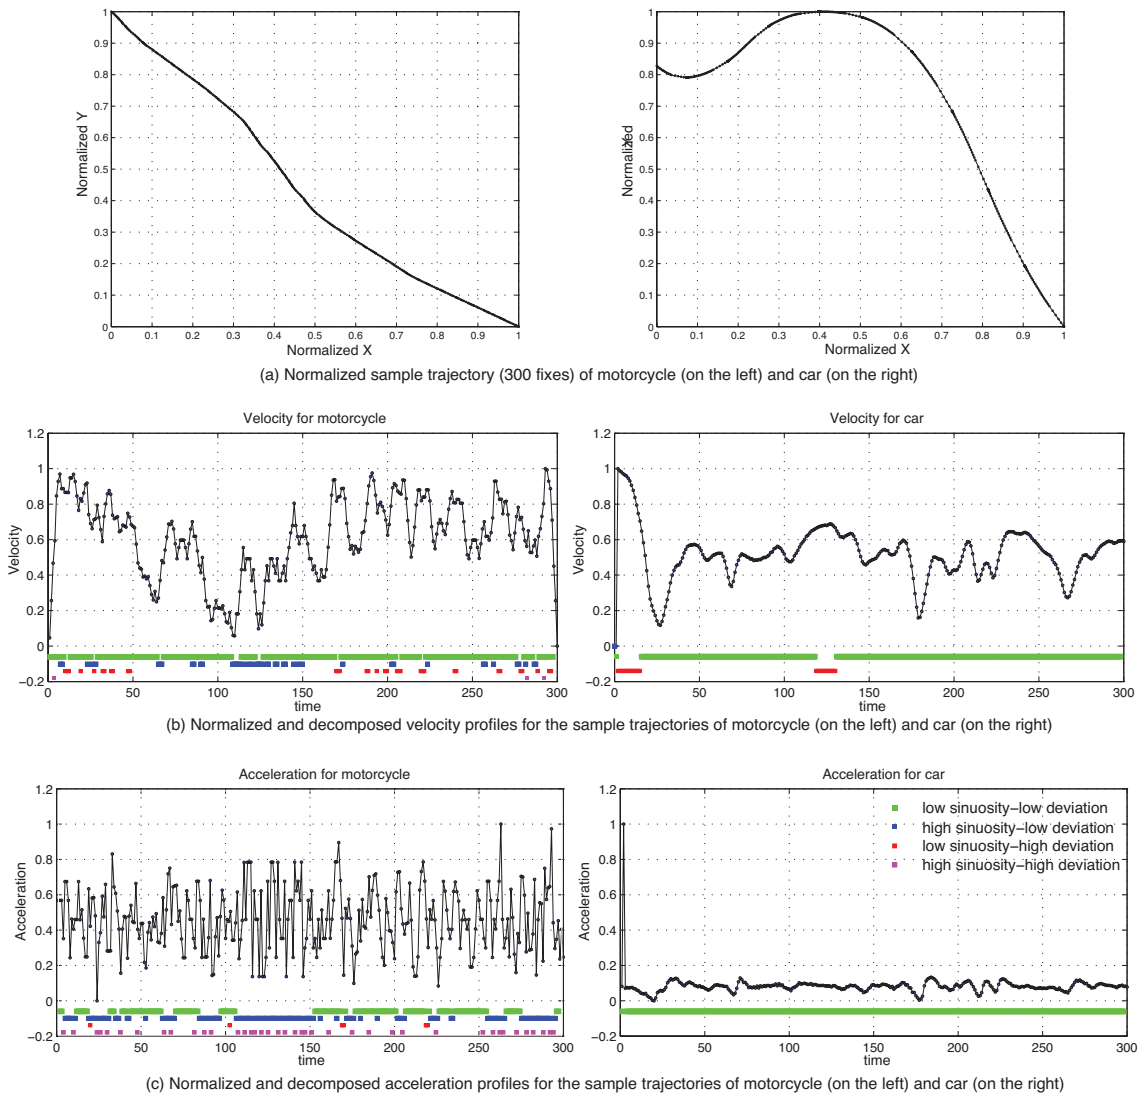 1
0.9
0.8
0.7
0.6
0.5
0.4
0.3
0.2
0.1
0
Normalized Y
0 0.1 0.2 0.3 0.4 0.5 0.6 0.7 0.8 0.9 1
Normalized X
1
0.9
0.8
0.7
0.6
0.5
0.4
0.3
0.2
0.1
0
Normalized
0 0.1 0.2 0.3 0.4 0.5 0.6 0.7 0.8 0.9 1
Normalized X
(a) Normalized sample trajectory (300 fixes) of motorcycle (on the left) and car (on the right)
Velocity for motorcycle
1.2
1
0.8
0.6
0.4
0.2
0
−0.2
Velocity
0 50 100 150 200 250 300
time
Velocity for car
1.2
1
0.8
0.6
0.4
0.2
0
−0.2
Velocity
0 50 100 150 200 250 300
time
(b) Normalized and decomposed velocity profiles for the sample trajectories of motorcycle (on the left) and car (on the right)
Acceleration for motorcycle
1.2
1
0.8
0.6
0.4
0.2
0
−0.2
Acceleration
0 50 100 150 200 250 300
time
Acceleration for car
1.2
1
0.8
0.6
0.4
0.2
0
−0.2
Acceleration
0 50 100 150 200 250 300
time
low sinuosity−low deviation
high sinuosity−low deviation
low sinuosity−high deviation
high sinuosity−high deviation
(c) Normalized and decomposed acceleration profiles for the sample trajectories of motorcycle (on the left) and car (on the right)